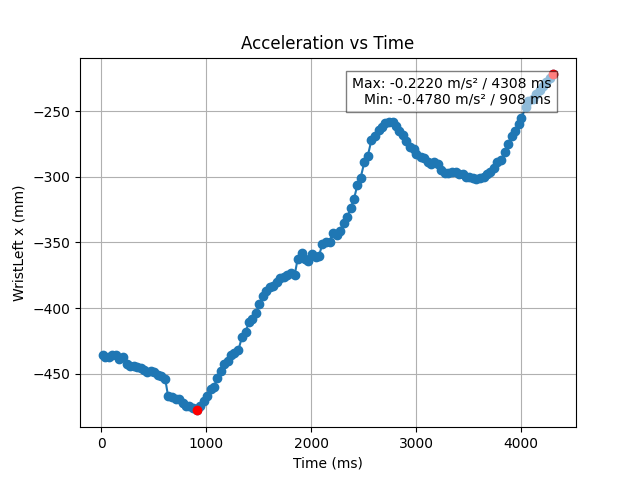 Acceleration vs Time
Max: -0.2220 m/s² / 4308 ms
Min: -0.4780 m/s² / 908 ms
WristLeft x (mm)
−250
−300
−350
−400
−450
0 1000 2000 3000 4000
Time (ms)